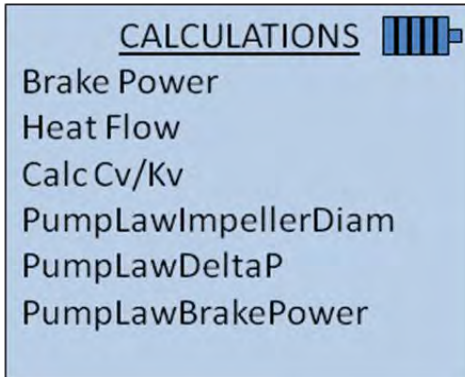 CALCULATIONS
Brake Power
Heat Flow
Calc Cv/Kv
PumpLawImpellerDiam
PumpLawDeltaP
PumpLawBrakePower